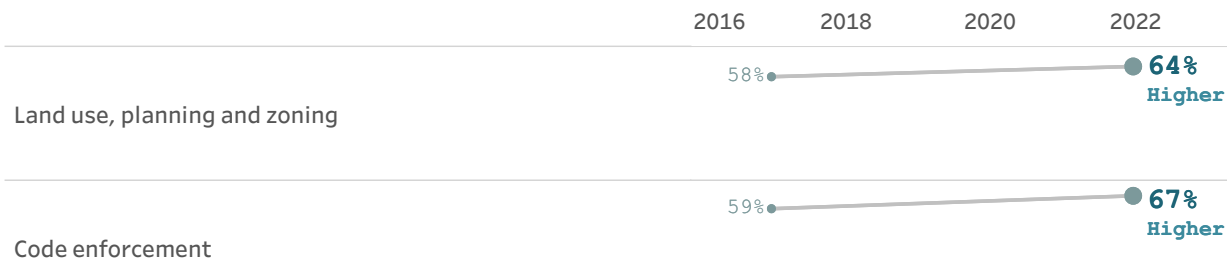 2016 2018 2020 2022
58% 64%
Higher
Land use, planning and zoning
59% 67%
Higher
Code enforcement